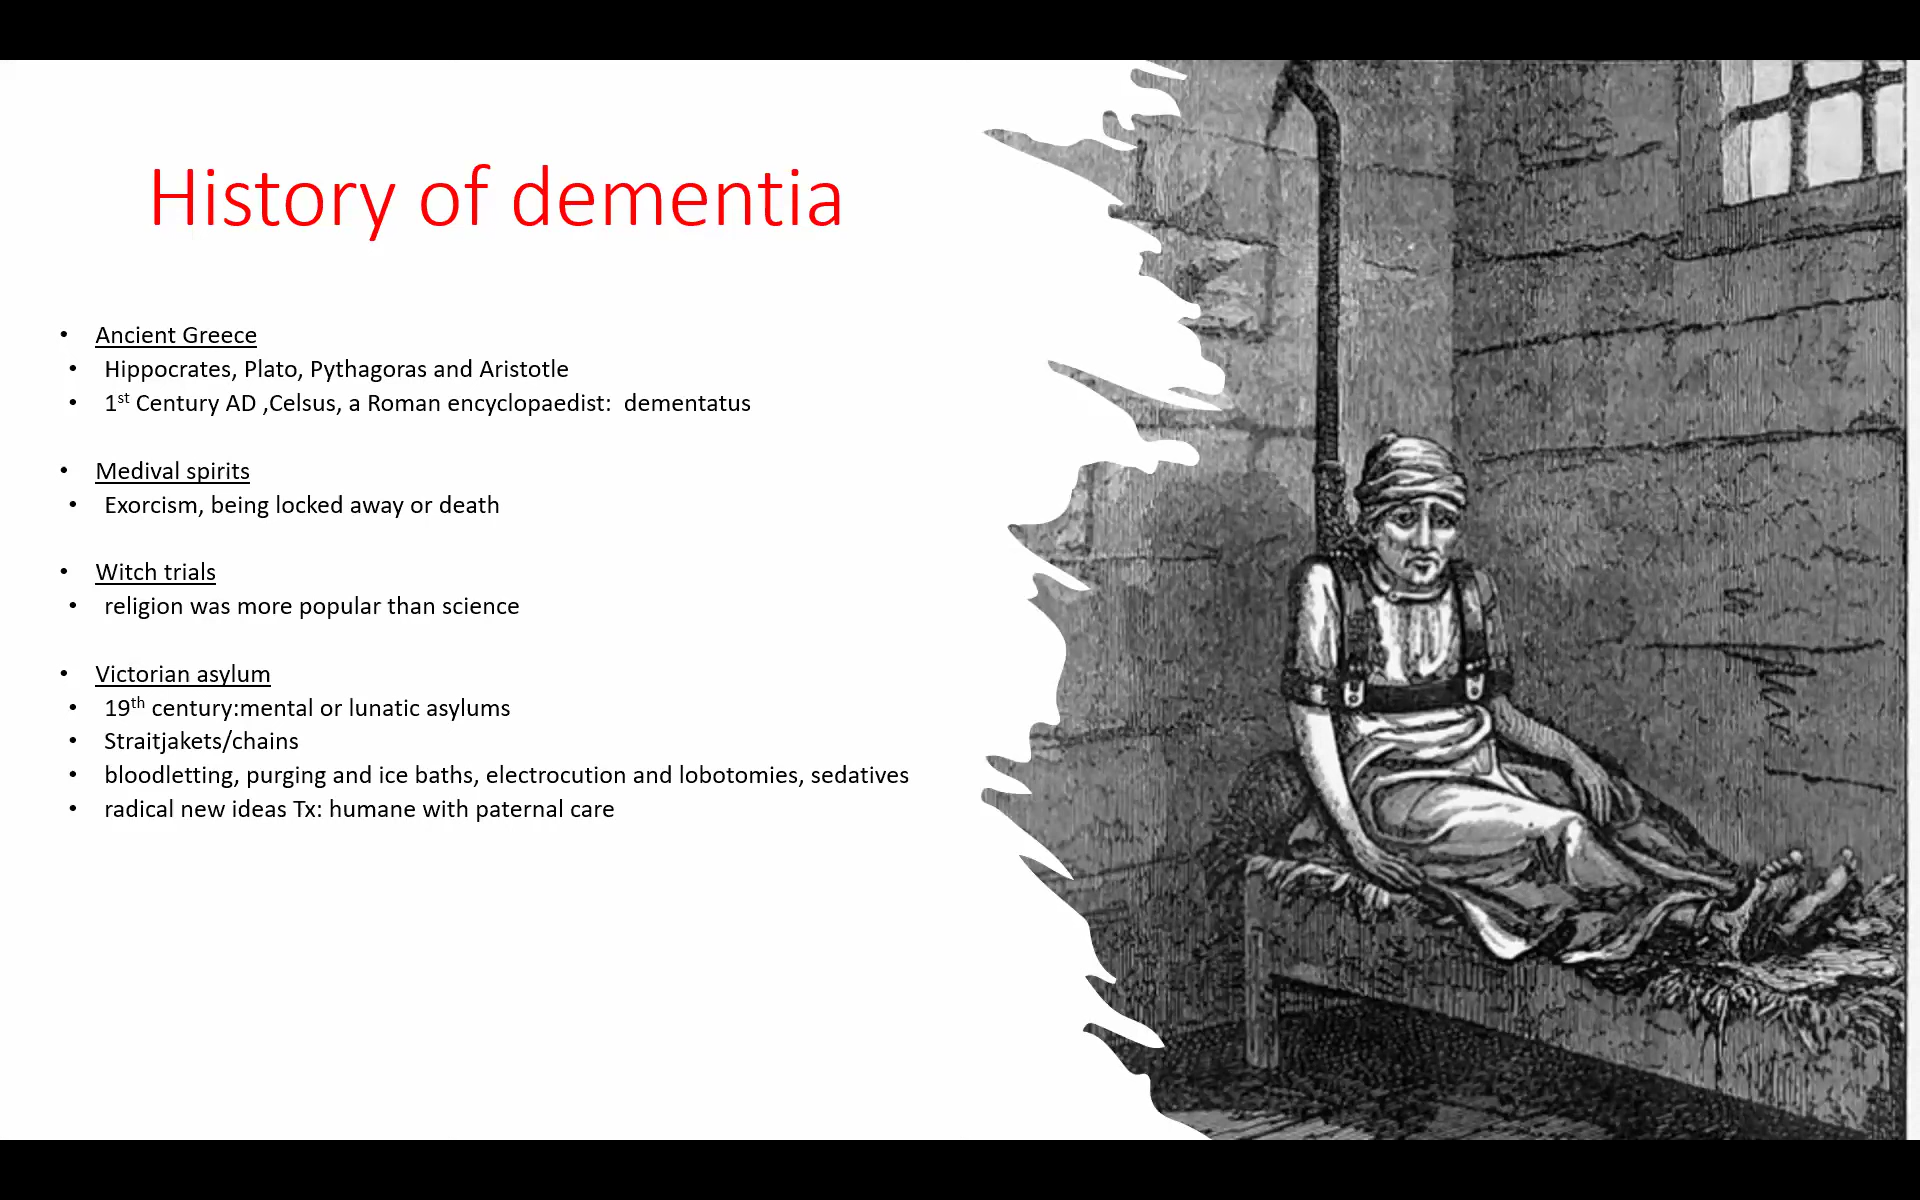 History of dementia
• Ancient Greece
• Hippocrates, Plato, Pythagoras and Aristotle
• 1st Century AD ,Celsus, a Roman encyclopaedist:  dementatus
• Medival spirits
• Exorcism, being locked away or death
• Witch trials
• religion was more popular than science
• Victorian asylum
• 19th century:mental or lunatic asylums
• Straitjakets/chains
• bloodletting, purging and ice baths, electrocution and lobotomies, sedatives
• radical new ideas Tx: humane with paternal care